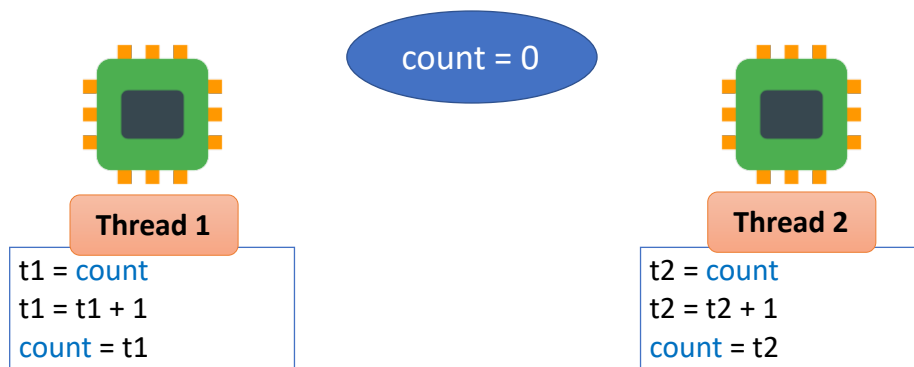 count = 0
Thread 1
t1 = count
t1 = t1 + 1
count = t1
Thread 2
t2 = count
t2 = t2 + 1
count = t2